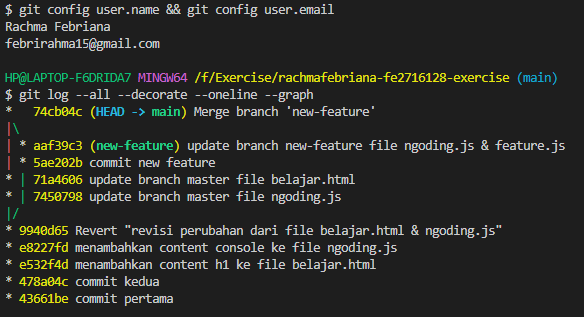 $ git config user.name && git config user.email
Rachma Febriana
febrirahma15@gmail.com
HP@LAPTOP-F6DRIDA7 MINGW64 /f/Exercise/rachmafebriana-fe2716128-exercise (main)
$ git log --all --decorate --oneline --graph
*   74cb04c (HEAD -> main) Merge branch 'new-feature'
|\
| * aaf39c3 (new-feature) update branch new-feature file ngoding.js & feature.js
| * 5ae202b commit new feature
* | 71a4606 update branch master file belajar.html
* | 7450798 update branch master file ngoding.js
|/
* 9940d65 Revert "revisi perubahan dari file belajar.html & ngoding.js"
* e8227fd menambahkan content console ke file ngoding.js
* e532f4d menambahkan content h1 ke file belajar.html
* 478a04c commit kedua
* 43661be commit pertama